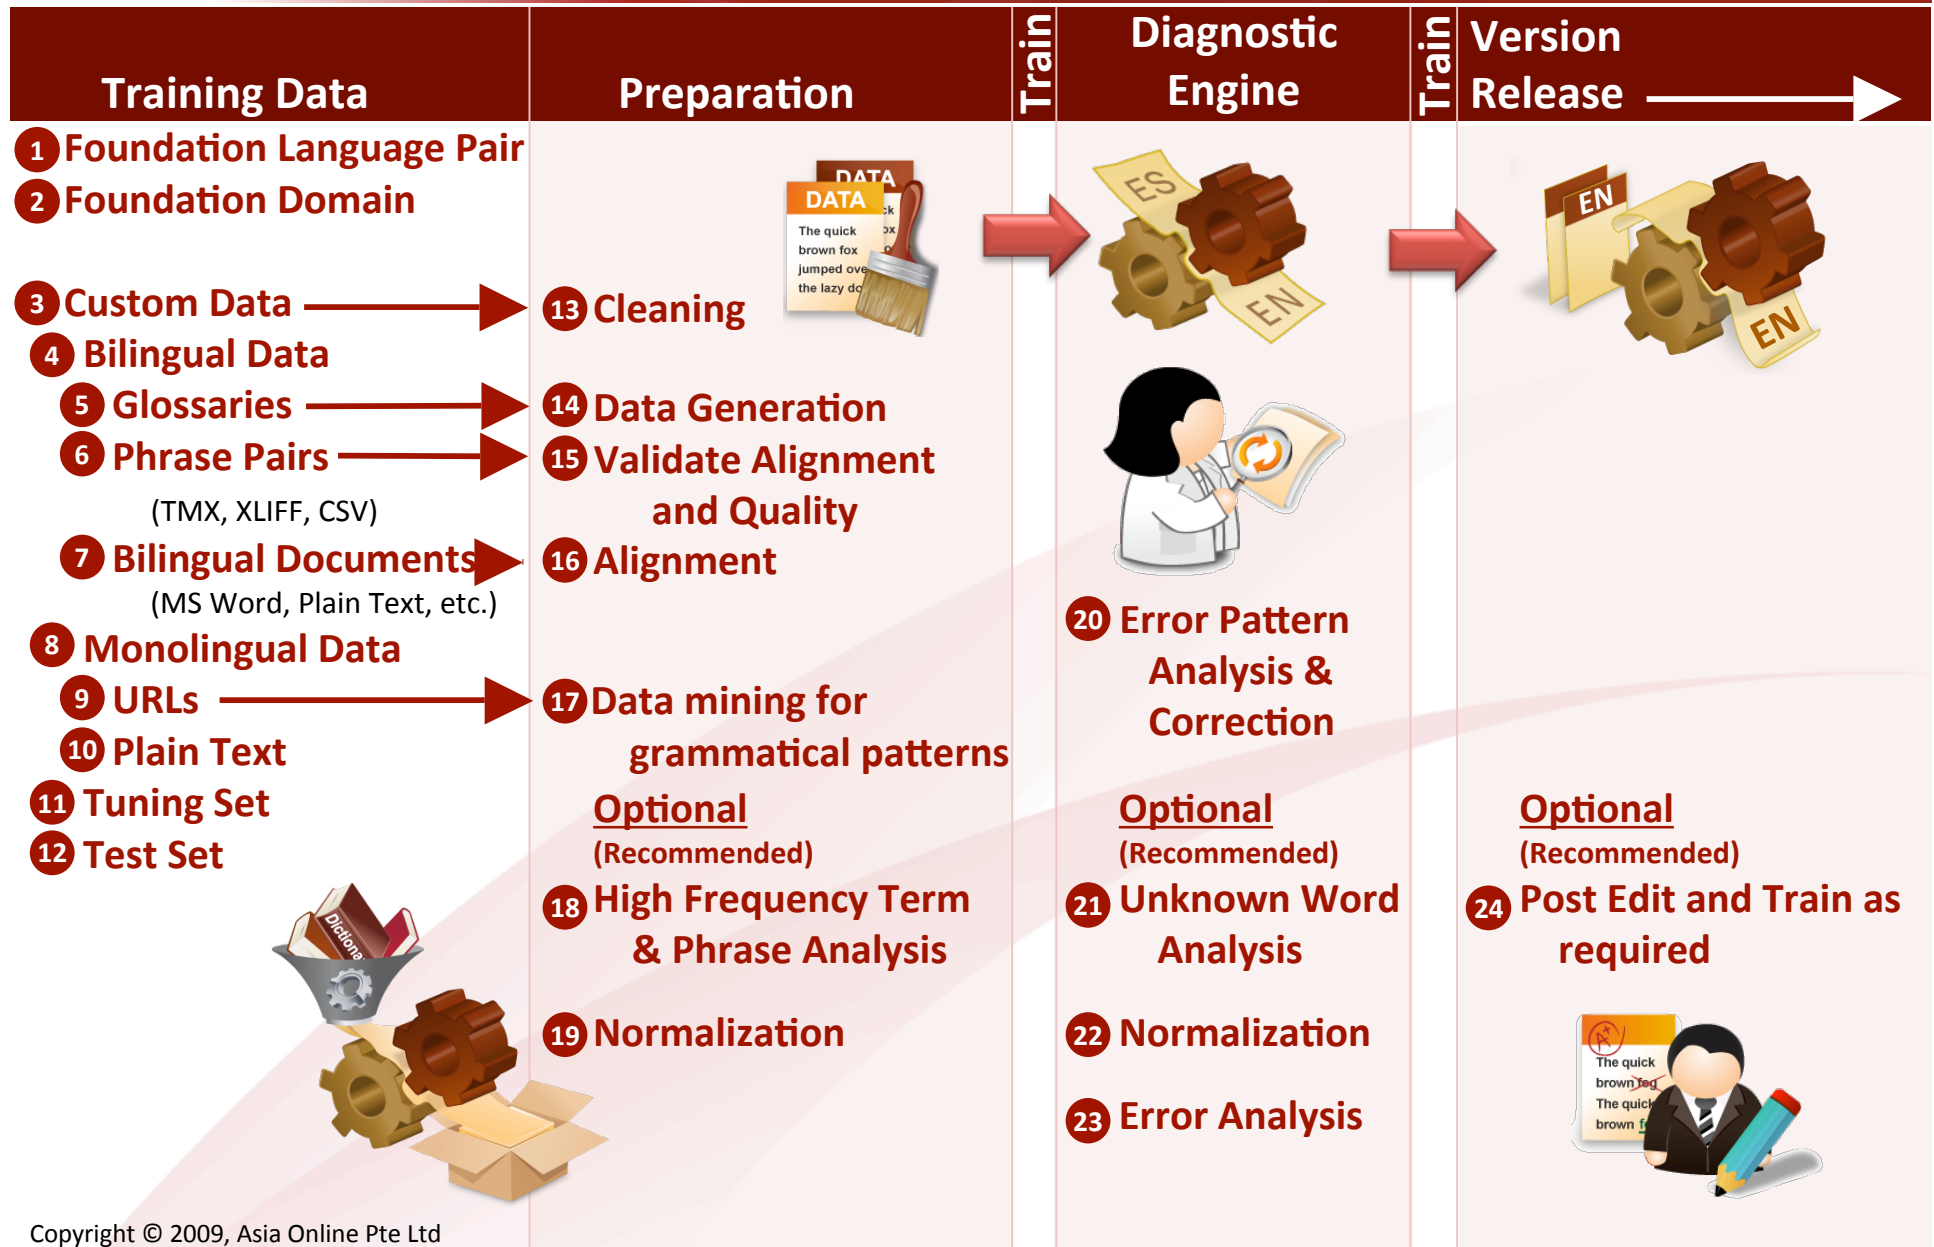 Training Data
Preparation
Train
Diagnostic
Engine
Train
Version
Release
1 Foundation Language Pair
2 Foundation Domain
3 Custom Data
4 Bilingual Data
5 Glossaries
6 Phrase Pairs
(TMX, XLIFF, CSV)
7 Bilingual Documents
(MS Word, Plain Text, etc.)
8 Monolingual Data
9 URLs
10 Plain Text
11 Tuning Set
12 Test Set
Dictiona
DATA
DATA
The quick
brown fox
jumped ove
the lazy do
ck
ox
13 Cleaning
14 Data Generation
15 Validate Alignment
and Quality
16 Alignment
17 Data mining for
grammatical patterns
Optional
(Recommended)
18 High Frequency Term
& Phrase Analysis
19 Normalization
ES
EN
20 Error Pattern
Analysis &
Correction
Optional
(Recommended)
21 Unknown Word
Analysis
22 Normalization
23 Error Analysis
EN
EN
Optional
(Recommended)
24 Post Edit and Train as
required
A+
The quick
brown fog
The quick
brown
Copyright © 2009, Asia Online Pte Ltd